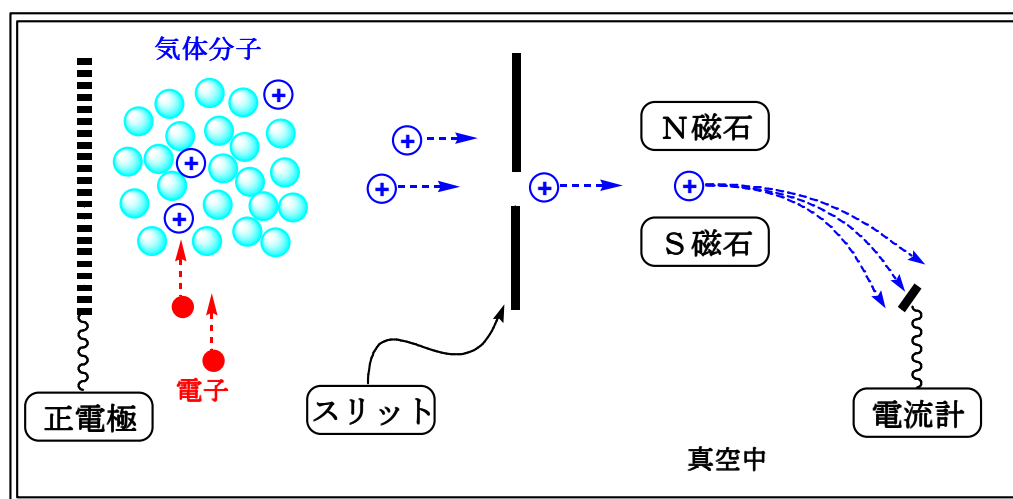 気体分子
N磁石
S磁石
電子
正電極
スリット
電流計
真空中